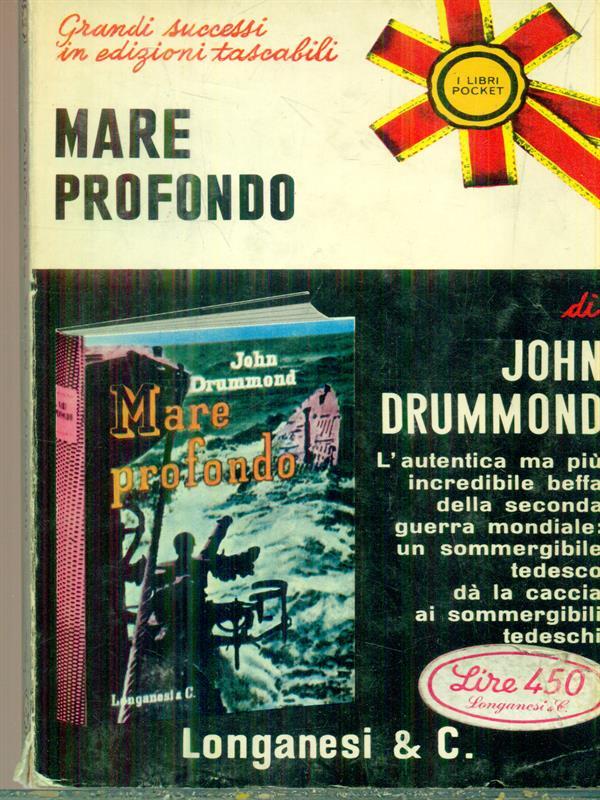 Grandi successi
in edizioni tascabili
I LIBRI
POCKET
MARE
PROFONDO
di
JOHN
DRUMMOND
L'autentica ma più
incredibile beffa
della seconda
guerra mondiale:
un sommergibile
tedesco
dà la caccia
ai sommergibili
tedeschi
John
Drummond
Mare
profondo
MARE
PROFONDO
Longanesi & C.
Lire 450
Longanesi & C.
Longanesi & C.